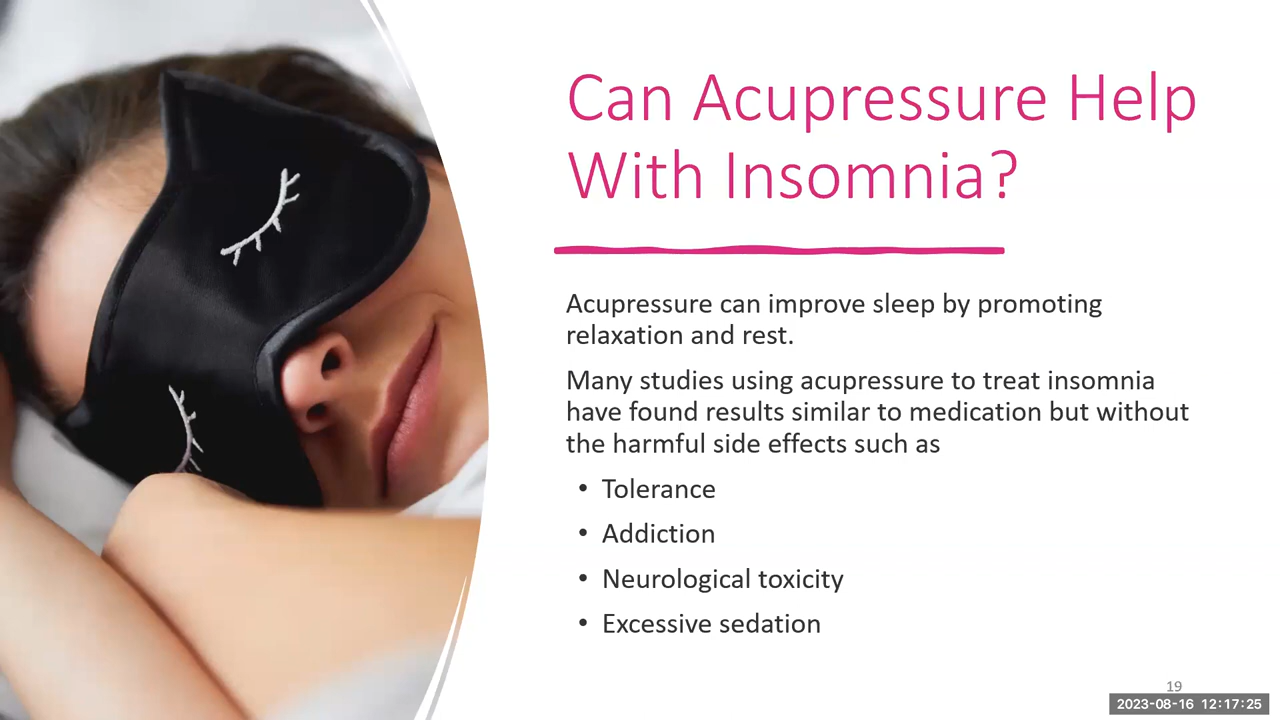 Can Acupressure Help
With Insomnia?
Acupressure can improve sleep by promoting
relaxation and rest.
Many studies using acupressure to treat insomnia
have found results similar to medication but without
the harmful side effects such as
• Tolerance
• Addiction
• Neurological toxicity
• Excessive sedation
19
2023-08-16 12:17:25